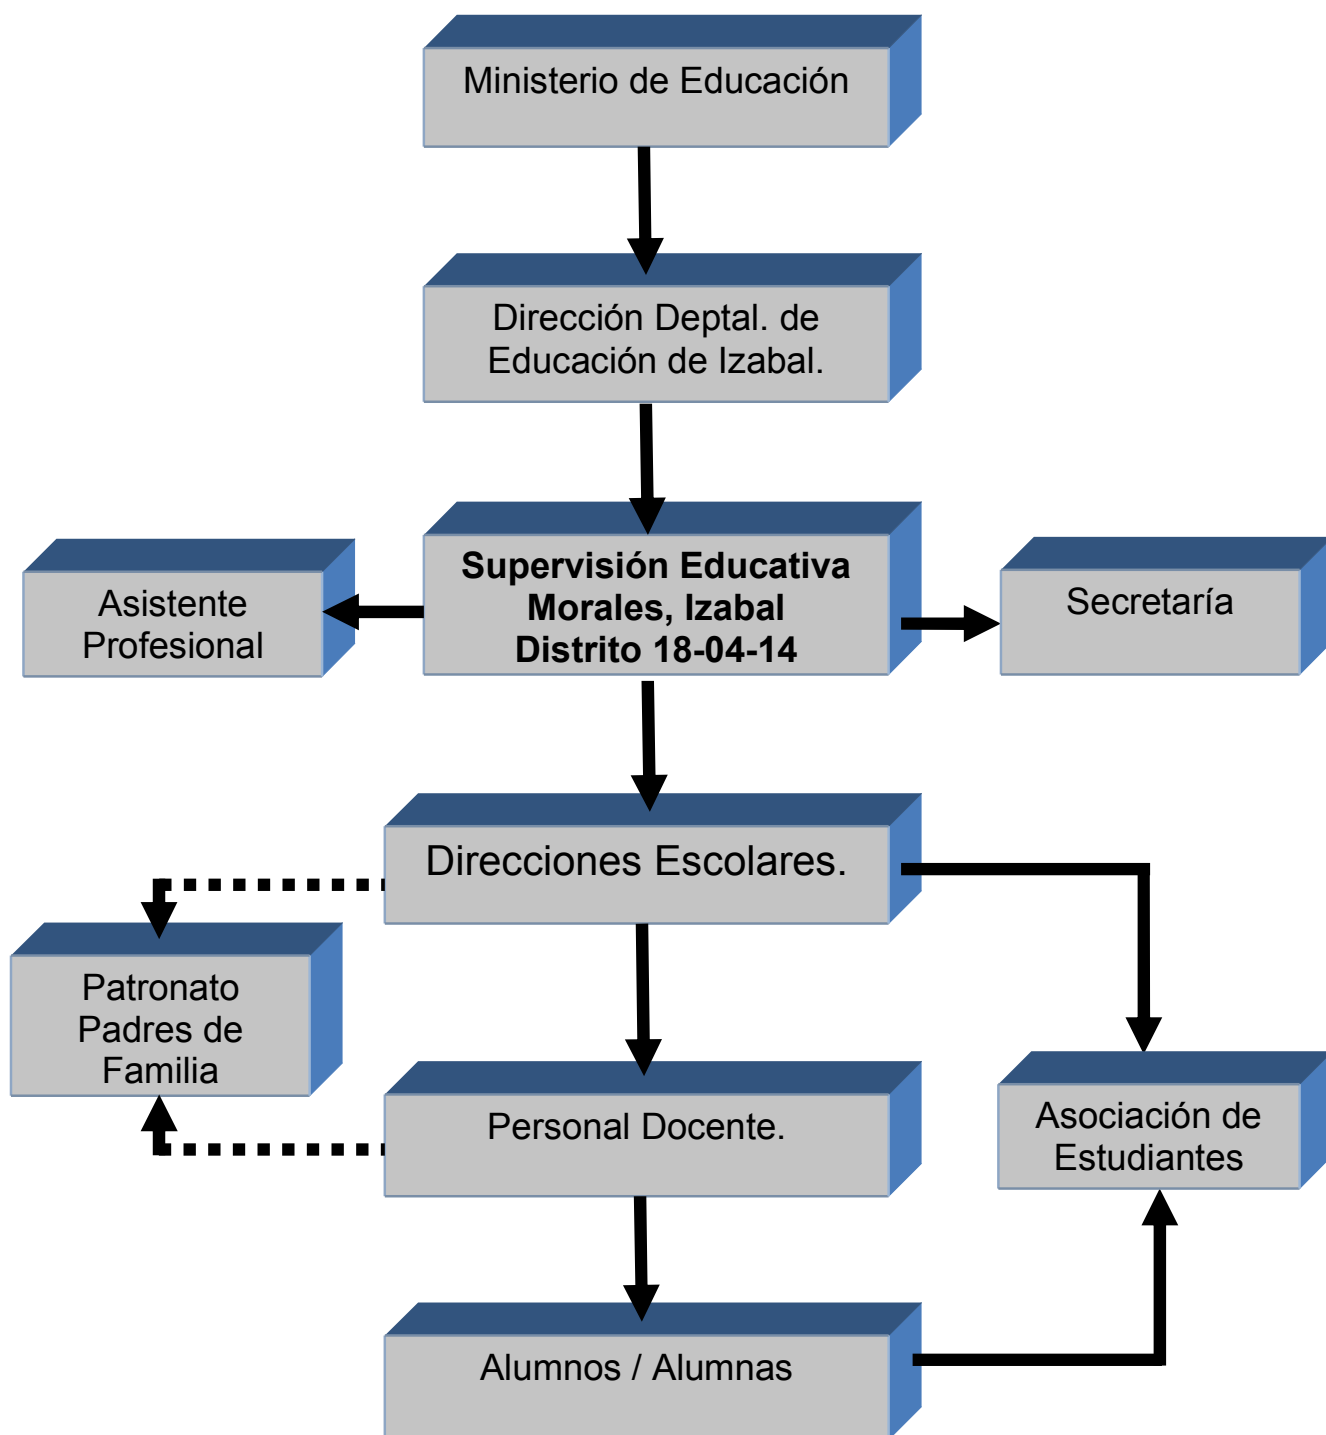 Ministerio de Educación
Dirección Deptal. de
Educación de Izabal.
Supervisión Educativa
Morales, Izabal
Distrito 18-04-14
Asistente
Profesional
Secretaría
Direcciones Escolares.
Patronato
Padres de
Familia
Personal Docente.
Asociación de
Estudiantes
Alumnos / Alumnas